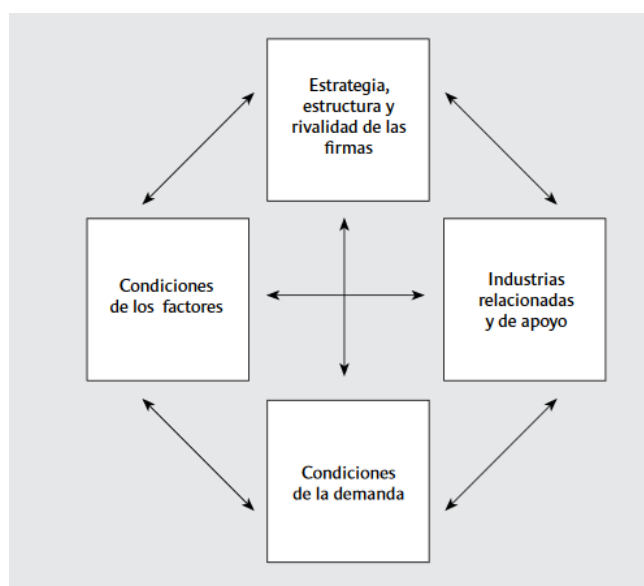 Estrategia,
estructura y
rivalidad de las
firmas
Condiciones
de los factores
Industrias
relacionadas
y de apoyo
Condiciones
de la demanda